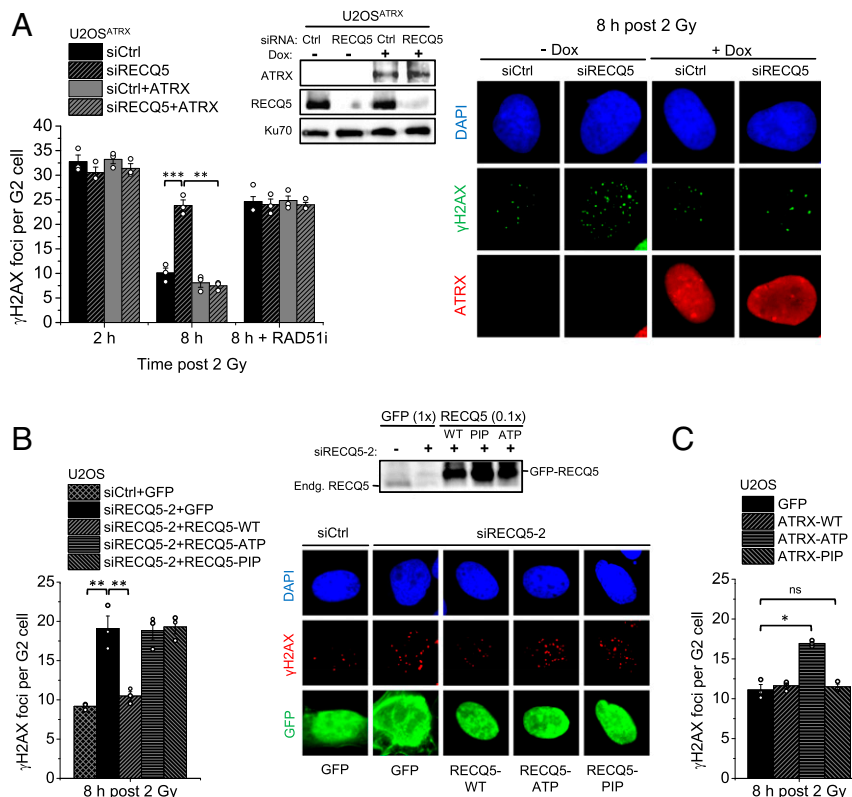 A
U2OSATRX
siCtrl
siRECQ5
siCtrl+ATRX
siRECQ5+ATRX
γH2AX foci per G2 cell
40
35
30
25
20
15
10
5
0
*** **
2 h 8 h 8 h + RAD51i
Time post 2 Gy
U2OSATRX
siRNA: Ctrl RECQ5 Ctrl RECQ5
Dox: - - + +
ATRX
RECQ5
Ku70
8 h post 2 Gy
- Dox + Dox
siCtrl siRECQ5 siCtrl siRECQ5
DAPI
γH2AX
ATRX
B
U2OS
siCtrl+GFP
siRECQ5-2+GFP
siRECQ5-2+RECQ5-WT
siRECQ5-2+RECQ5-ATP
siRECQ5-2+RECQ5-PIP
γH2AX foci per G2 cell
25
20
15
10
5
0
** **
8 h post 2 Gy
GFP (1x) RECQ5 (0.1x)
WT PIP ATP
siRECQ5-2: - + + + +
GFP-RECQ5
Endg. RECQ5
siCtrl siRECQ5-2
DAPI
γH2AX
GFP
GFP GFP RECQ5-WT RECQ5-ATP RECQ5-PIP
C
U2OS
GFP
ATRX-WT
ATRX-ATP
ATRX-PIP
γH2AX foci per G2 cell
25
20
15
10
5
0
ns
*
8 h post 2 Gy